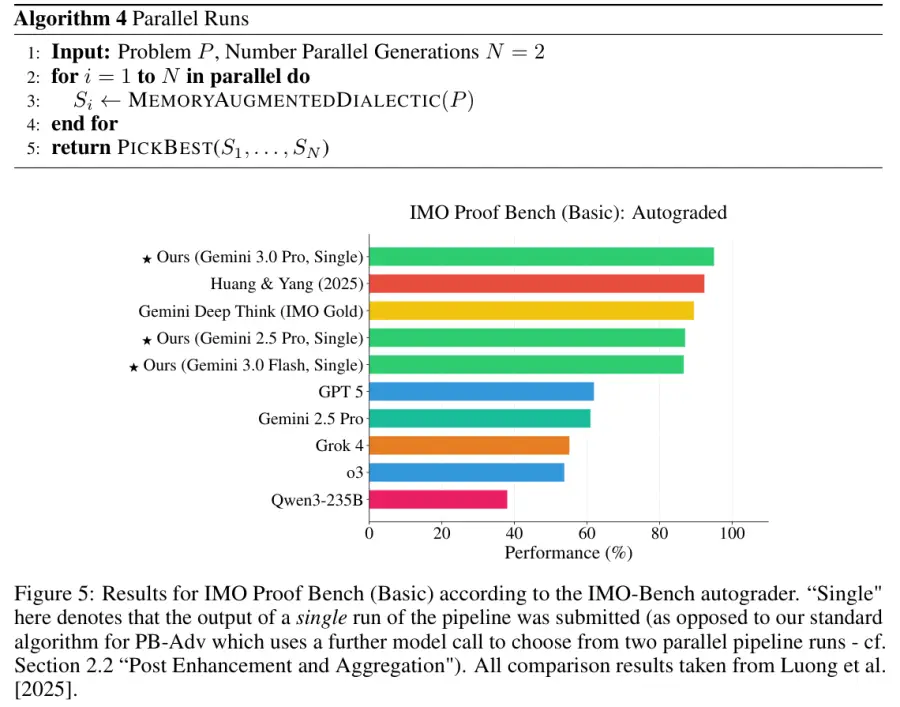 Algorithm 4 Parallel Runs
1: Input: Problem P, Number Parallel Generations N = 2
2: for i = 1 to N in parallel do
3: S_i ← MEMORYAUGMENTEDDIALECTIC(P)
4: end for
5: return PICKBEST(S_1, . . . , S_N)
IMO Proof Bench (Basic): Autograded
★ Ours (Gemini 3.0 Pro, Single)
Huang & Yang (2025)
Gemini Deep Think (IMO Gold)
★ Ours (Gemini 2.5 Pro, Single)
★ Ours (Gemini 3.0 Flash, Single)
GPT 5
Gemini 2.5 Pro
Grok 4
o3
Qwen3-235B
0 20 40 60 80 100
Performance (%)
Figure 5: Results for IMO Proof Bench (Basic) according to the IMO-Bench autograder. “Single"
here denotes that the output of a single run of the pipeline was submitted (as opposed to our standard
algorithm for PB-Adv which uses a further model call to choose from two parallel pipeline runs - cf.
Section 2.2 “Post Enhancement and Aggregation"). All comparison results taken from Luong et al.
[2025].